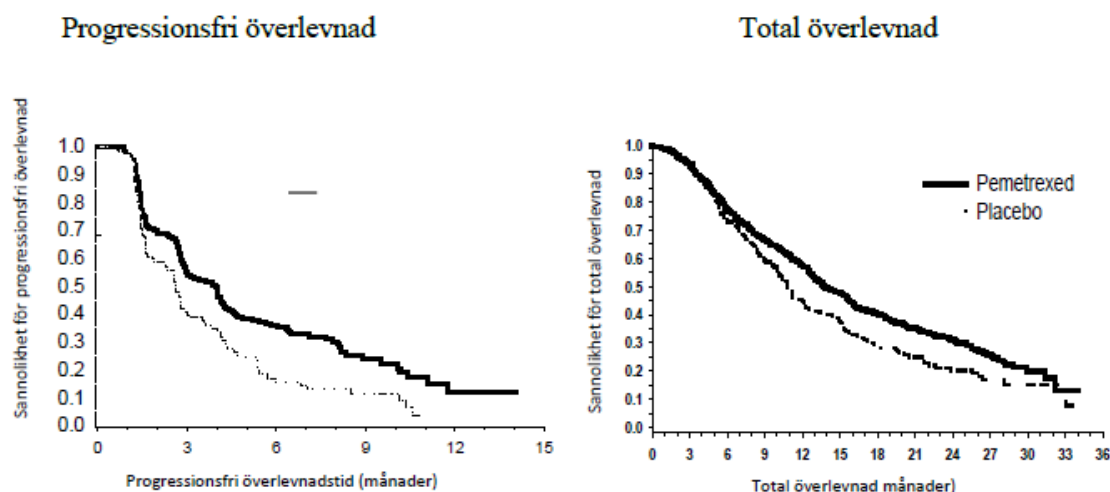 Progressionsfri överlevnad
Sannolikhet för progressionsfri överlevnad
1.0
0.9
0.8
0.7
0.6
0.5
0.4
0.3
0.2
0.1
0.0
0 3 6 9 12 15
Progressionsfri överlevnadstid (månader)
Total överlevnad
Sannolikhet för total överlevnad
1.0
0.9
0.8
0.7
0.6
0.5
0.4
0.3
0.2
0.1
0.0
Pemetrexed
Placebo
0 3 6 9 12 15 18 21 24 27 30 33 36
Total överlevnad månader)